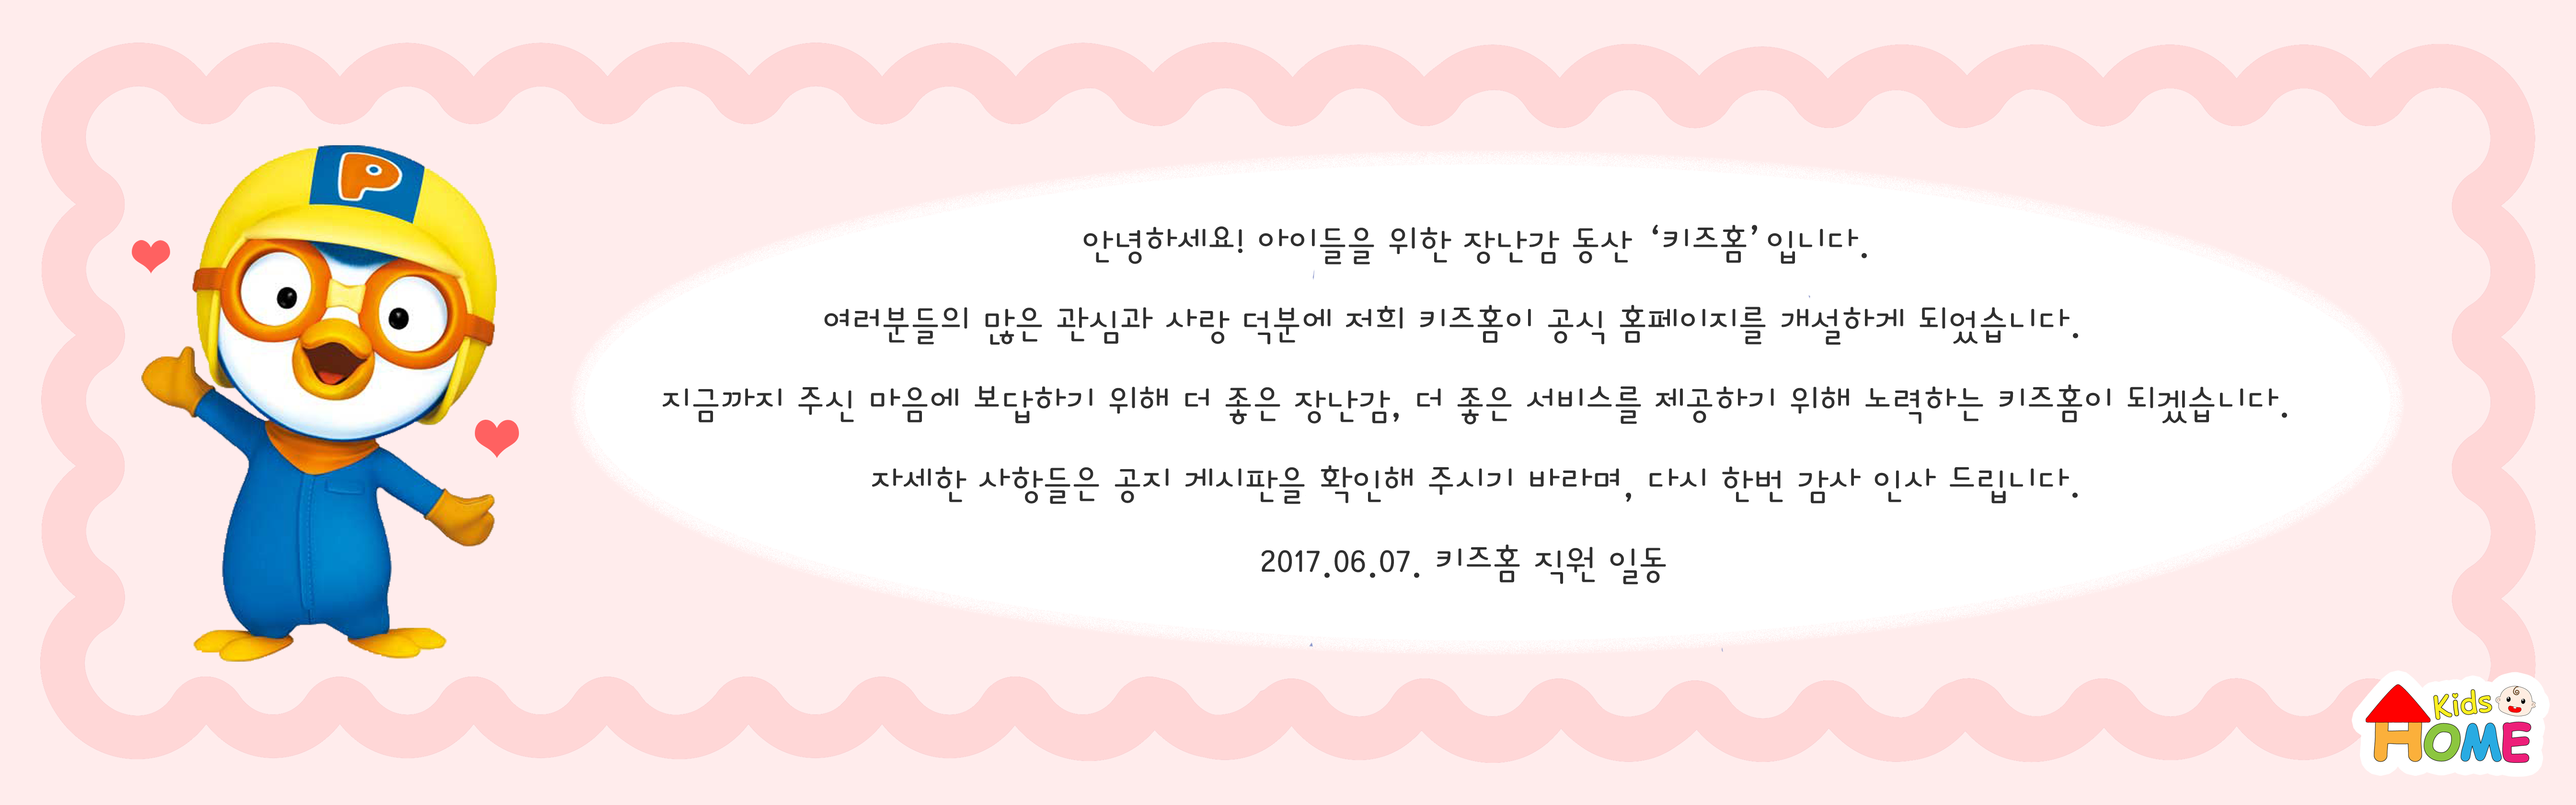 P
안녕하세요! 아이들을 위한 장난감 동산 ‘키즈홈’입니다.
여러분들의 많은 관심과 사랑 덕분에 저희 키즈홈이 공식 홈페이지를 개설하게 되었습니다.
지금까지 주신 마음에 보답하기 위해 더 좋은 장난감, 더 좋은 서비스를 제공하기 위해 노력하는 키즈홈이 되겠습니다.
자세한 사항들은 공지 게시판을 확인해 주시기 바라며, 다시 한번 감사 인사 드립니다.
2017.06.07. 키즈홈 직원 일동
Kids
HOME